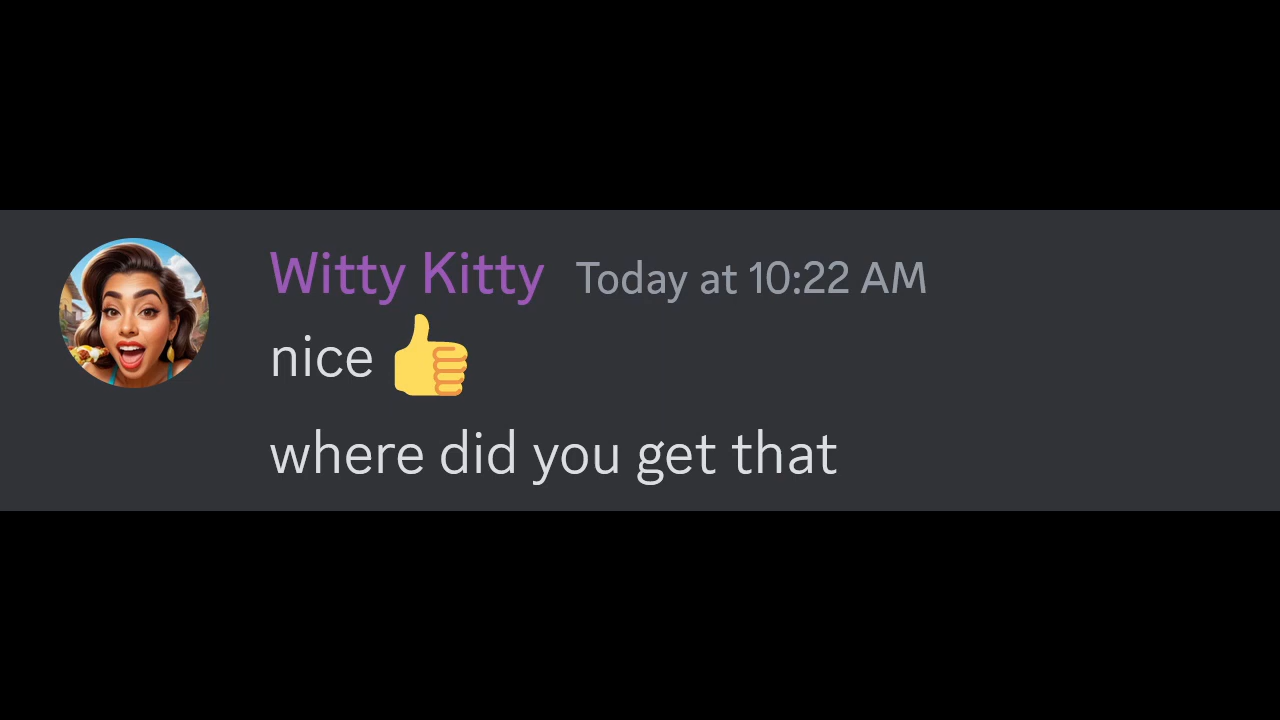 Witty Kitty Today at 10:22 AM
nice 👍
where did you get that